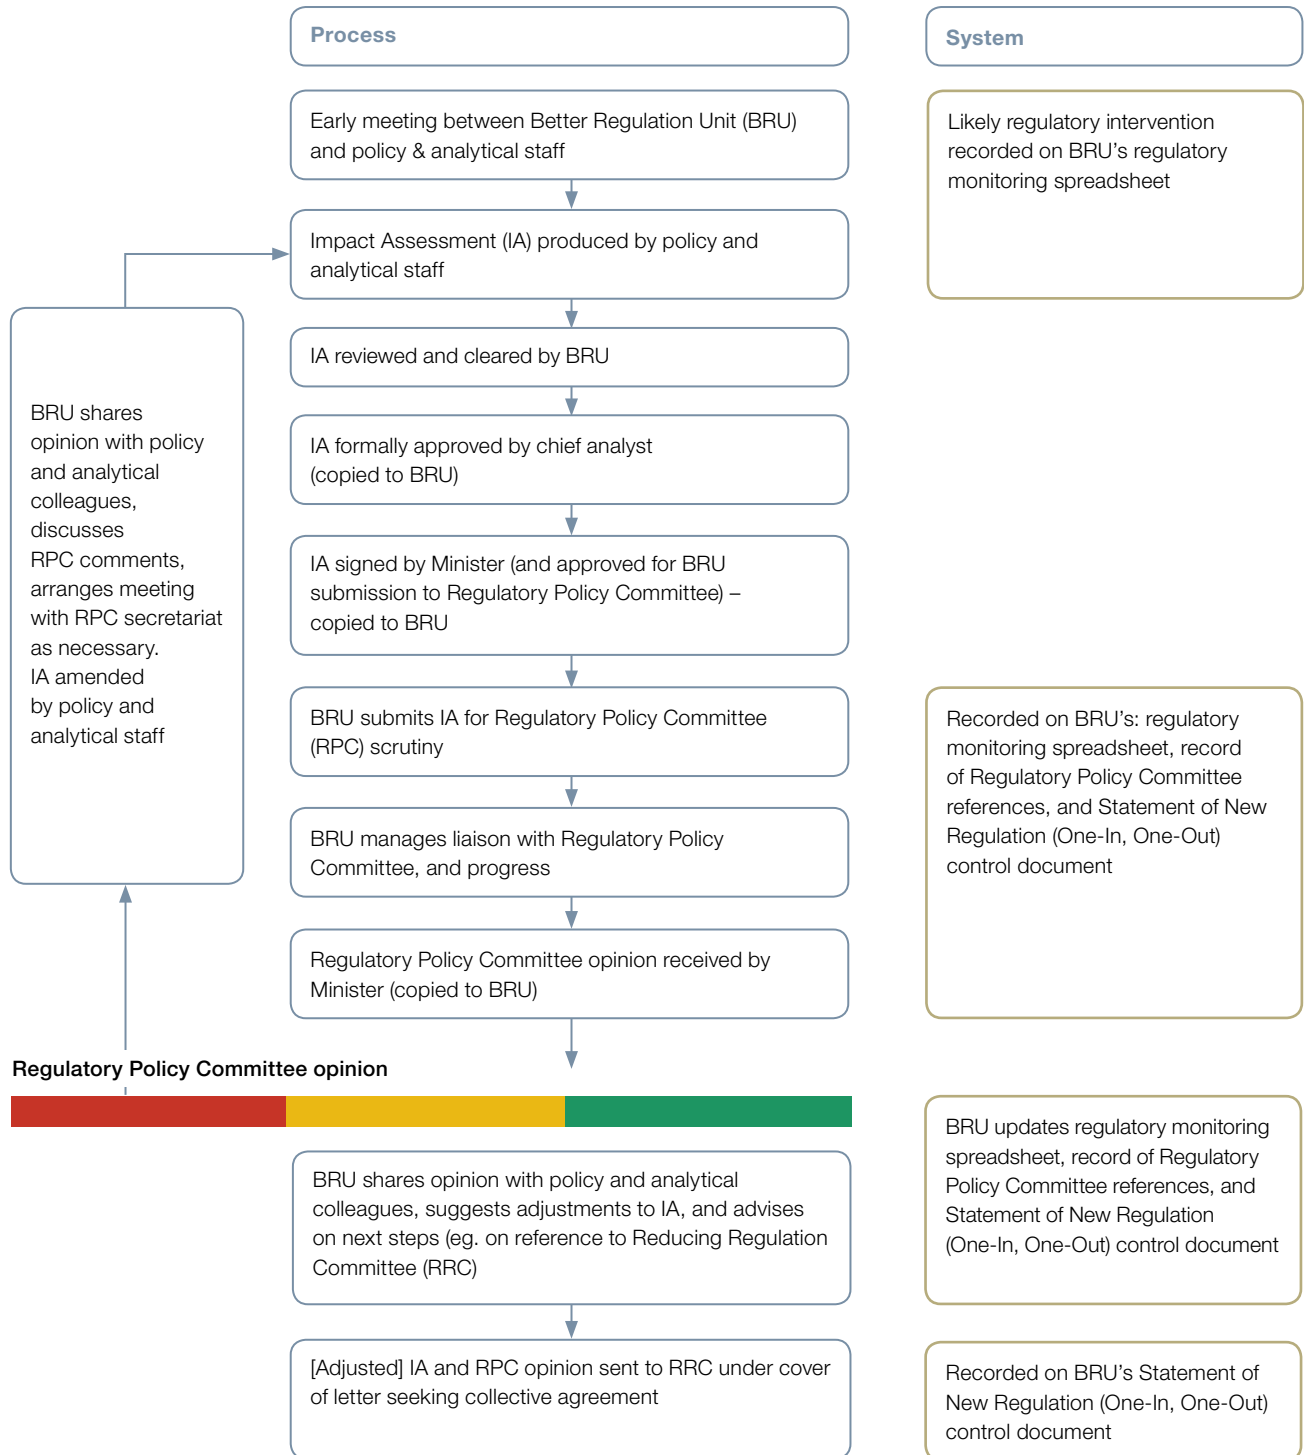 Process
System
Early meeting between Better Regulation Unit (BRU)
and policy & analytical staff
Likely regulatory intervention
recorded on BRU’s regulatory
monitoring spreadsheet
Impact Assessment (IA) produced by policy and
analytical staff
IA reviewed and cleared by BRU
BRU shares
opinion with policy
and analytical
colleagues,
discusses
RPC comments,
arranges meeting
with RPC secretariat
as necessary.
IA amended
by policy and
analytical staff
IA formally approved by chief analyst
(copied to BRU)
IA signed by Minister (and approved for BRU
submission to Regulatory Policy Committee) –
copied to BRU
BRU submits IA for Regulatory Policy Committee
(RPC) scrutiny
Recorded on BRU’s: regulatory
monitoring spreadsheet, record
of Regulatory Policy Committee
references, and Statement of New
Regulation (One-In, One-Out)
control document
BRU manages liaison with Regulatory Policy
Committee, and progress
Regulatory Policy Committee opinion received by
Minister (copied to BRU)
Regulatory Policy Committee opinion
BRU shares opinion with policy and analytical
colleagues, suggests adjustments to IA, and advises
on next steps (eg. on reference to Reducing Regulation
Committee (RRC)
BRU updates regulatory monitoring
spreadsheet, record of Regulatory
Policy Committee references, and
Statement of New Regulation
(One-In, One-Out) control document
[Adjusted] IA and RPC opinion sent to RRC under cover
of letter seeking collective agreement
Recorded on BRU’s Statement of
New Regulation (One-In, One-Out)
control document